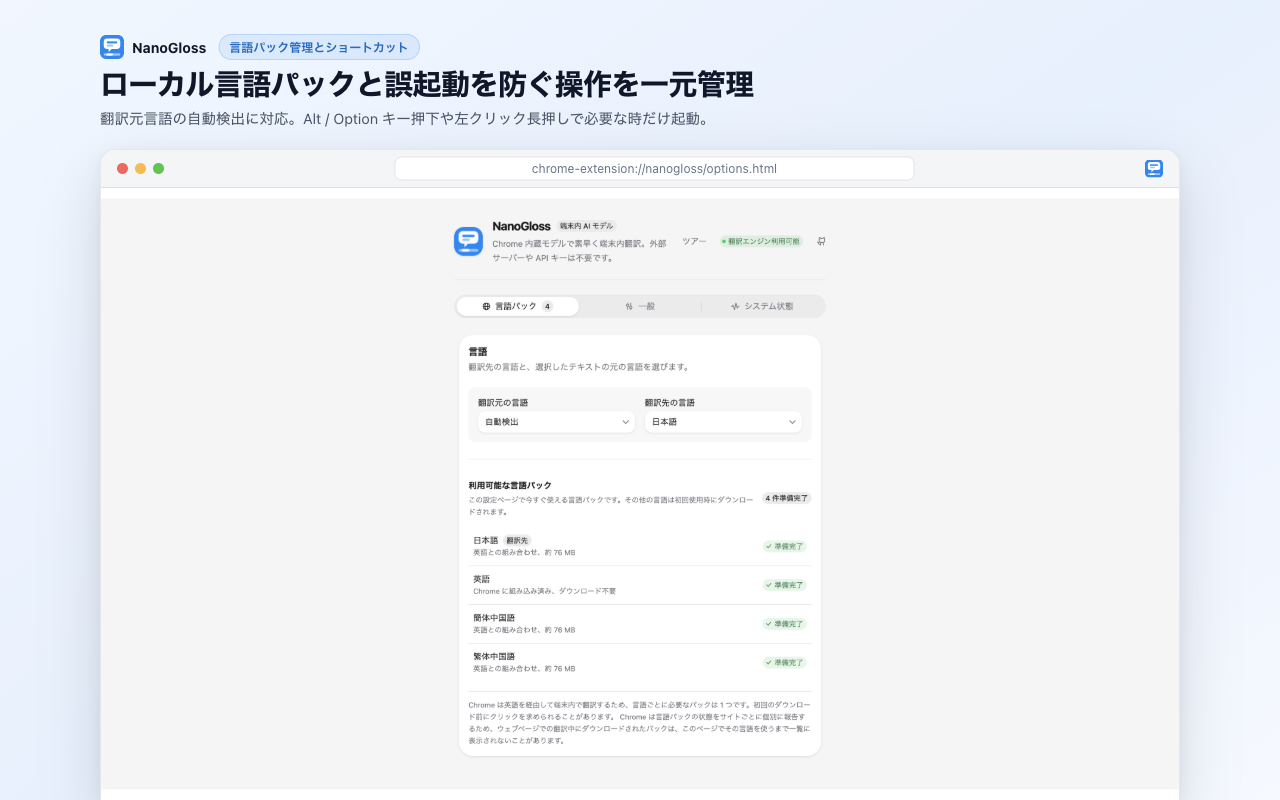 NanoGloss 言語パック管理とショートカット
ローカル言語パックと誤起動を防ぐ操作を一元管理
翻訳元言語の自動検出に対応。Alt / Option キー押下や左クリック長押しで必要な時だけ起動。
chrome-extension://nanogloss/options.html
NanoGloss 端末内 AI モデル
Chrome 内蔵モデルで素早く端末内翻訳。外部
サーバーや API キーは不要です。
ツアー
翻訳エンジン利用可能
言語パック 4
一般
システム状態
言語
翻訳先の言語と、選択したテキストの元の言語を選びます。
翻訳元の言語
自動検出
翻訳先の言語
日本語
利用可能な言語パック
この設定ページで今すぐ使える言語パックです。その他の言語は初回使用時にダウンロー
ドされます。
4 件準備完了
日本語 翻訳先
英語との組み合わせ、約 76 MB
準備完了
英語
Chrome に組み込み済み、ダウンロード不要
準備完了
簡体中国語
英語との組み合わせ、約 76 MB
準備完了
繁体中国語
英語との組み合わせ、約 76 MB
準備完了
Chrome は英語を経由して端末内で翻訳するため、言語ごとに必要なパックは 1 つです。初回のダウンロー
ド前にクリックを求められることがあります。 Chrome は言語パックの状態をサイトごとに個別に報告す
るため、ウェブページでの翻訳中にダウンロードされたパックは、このページでその言語を使うまで一覧に
表示されないことがあります。